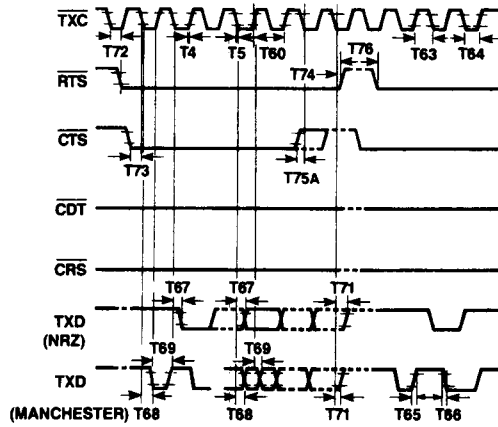 TXC
T72 T4 T5 T60 T76 T63 T64
RTS
T74
CTS
T73
T75A
CDT
CRS
T67 T67 T71
TXD
(NRZ)
T69 T69
TXD
(MANCHESTER) T68 T68 T71 T65 T66